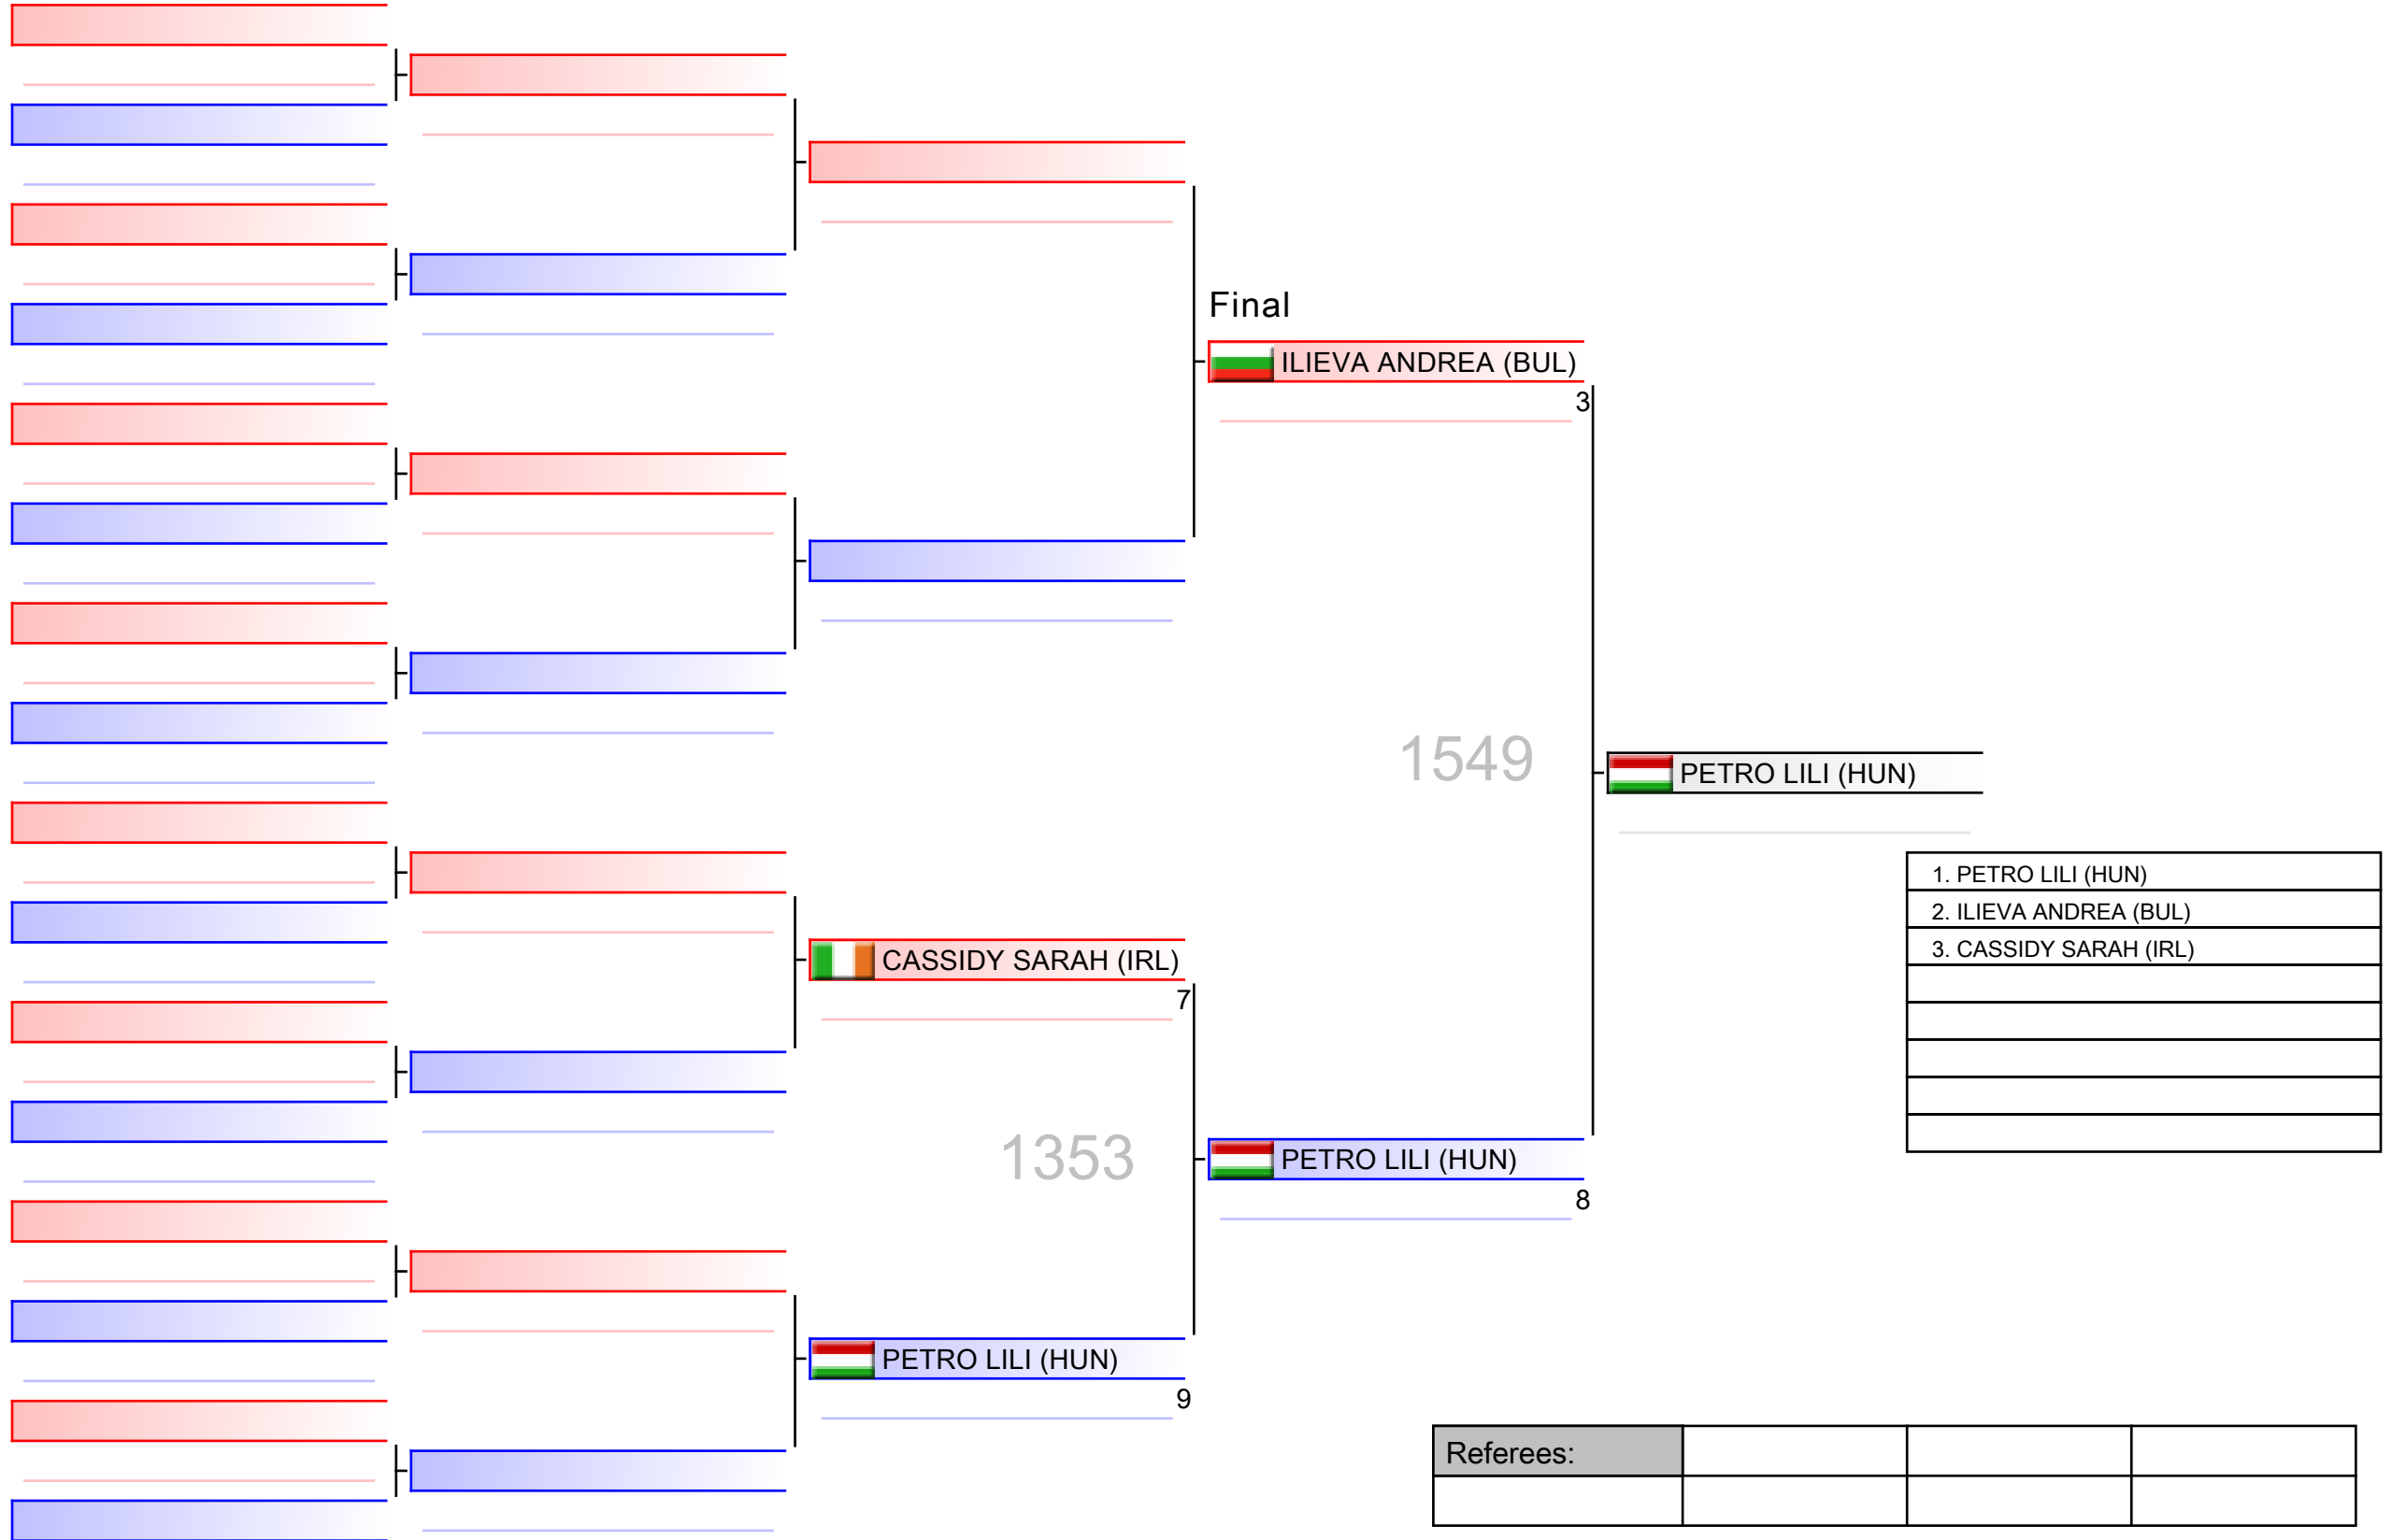 Final
ILIEVA ANDREA (BUL)
3
1549
PETRO LILI (HUN)
1. PETRO LILI (HUN)
2. ILIEVA ANDREA (BUL)
3. CASSIDY SARAH (IRL)
CASSIDY SARAH (IRL)
7
1353
PETRO LILI (HUN)
8
PETRO LILI (HUN)
9
Referees: